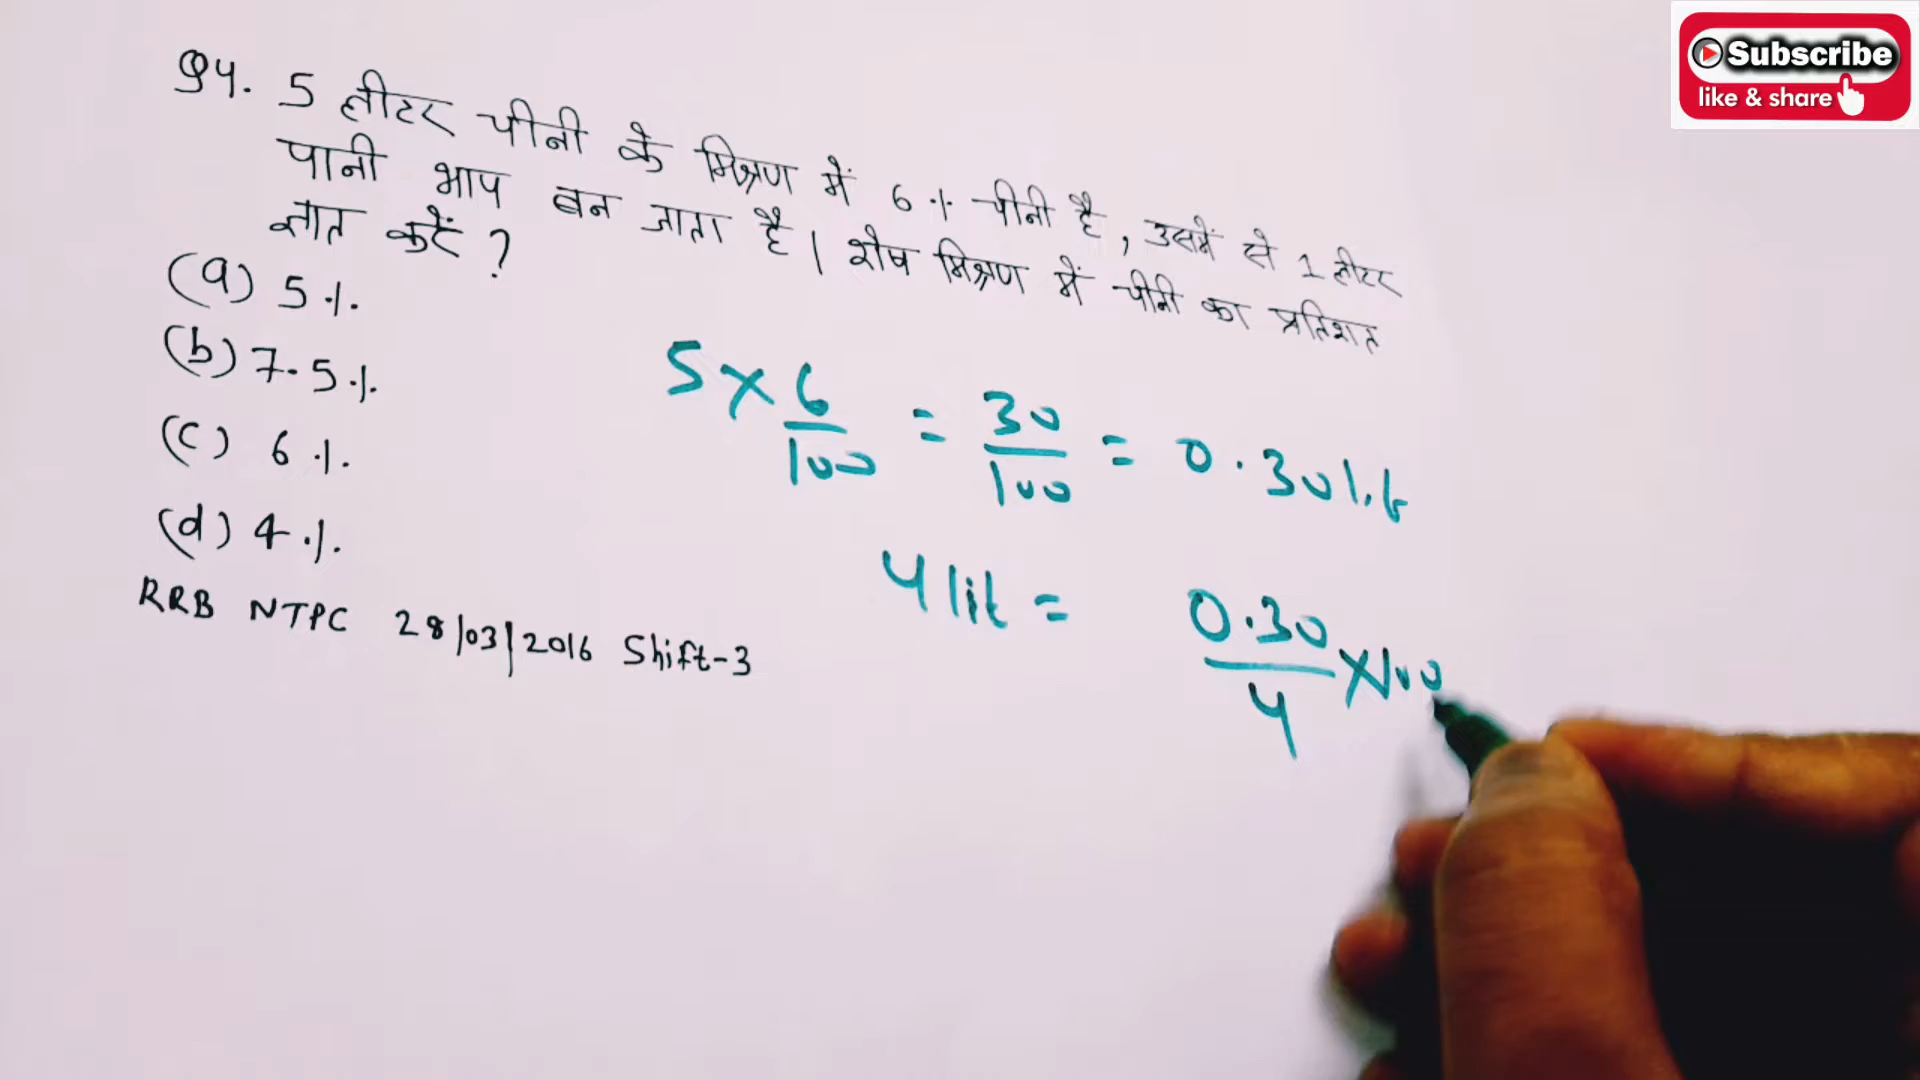 Subscribe
like & share
Q4. 5 लीटर चीनी के मिश्रण में 6 % चीनी है, उसमें से 1 लीटर
पानी भाप बन जाता है। शेष मिश्रण में चीनी का प्रतिशत
ज्ञात करें ?
(a) 5 %
(b) 7.5 %
(c) 6 %
(d) 4 %
RRB NTPC 28/03/2016 Shift-3
5 × 6/100 = 30/100 = 0.30 lit
4 lit = 0.30/4 × 100